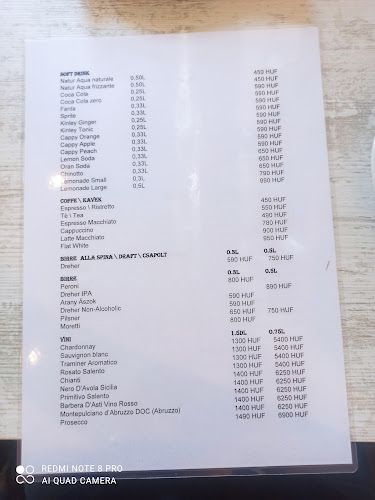 SOFT DRINK
Natur Aqua naturale 0,50L 450 HUF
Natur Aqua frizzante 0,50L 450 HUF
Coca Cola 0,25L 590 HUF
Coca Cola zero 0,25L 550 HUF
Fanta 0,33L 590 HUF
Sprite 0,33L 590 HUF
Kinley Ginger 0,25L 590 HUF
Kinley Tonic 0,25L 590 HUF
Cappy Orange 0,33L 590 HUF
Cappy Apple 0,33L 590 HUF
Cappy Peach 0,33L 590 HUF
Lemon Soda 0,33L 650 HUF
Oran Soda 0,33L 650 HUF
Chinotto 0,33L 650 HUF
Lemonade Small 0,3L 790 HUF
Lemonade Large 0,5L 990 HUF
COFFE \ KAVÉK
Espresso \ Ristretto 450 HUF
Tè \ Tea 550 HUF
Espresso Macchiato 490 HUF
Cappuccino 780 HUF
Latte Macchiato 900 HUF
Flat White 950 HUF
BIRRE ALLA SPINA \ DRAFT \ CSAPOLT 0.3L 0.5L
Dreher 590 HUF 750 HUF
BIRRE 0.3L 0.5L
Peroni 800 HUF
Dreher IPA 890 HUF
Arany Ászok 590 HUF
Dreher Non-Alcoholic 590 HUF
Pilsner 650 HUF 750 HUF
Moretti 800 HUF
VINI 1.5DL 0.75L
Chardonnay 1300 HUF 5400 HUF
Sauvignon blanc 1300 HUF 5400 HUF
Traminer Aromatico 1300 HUF 5400 HUF
Rosato Salento 1300 HUF 5400 HUF
Chianti 1400 HUF 6250 HUF
Nero D'Avola Sicilia 1400 HUF 6250 HUF
Primitivo Salento 1400 HUF 6250 HUF
Barbera D'Asti Vino Rosso 1400 HUF 6250 HUF
Montepulciano d'Abruzzo DOC (Abruzzo) 1400 HUF 6250 HUF
Prosecco 1490 HUF 6900 HUF
REDMI NOTE 8 PRO
AI QUAD CAMERA